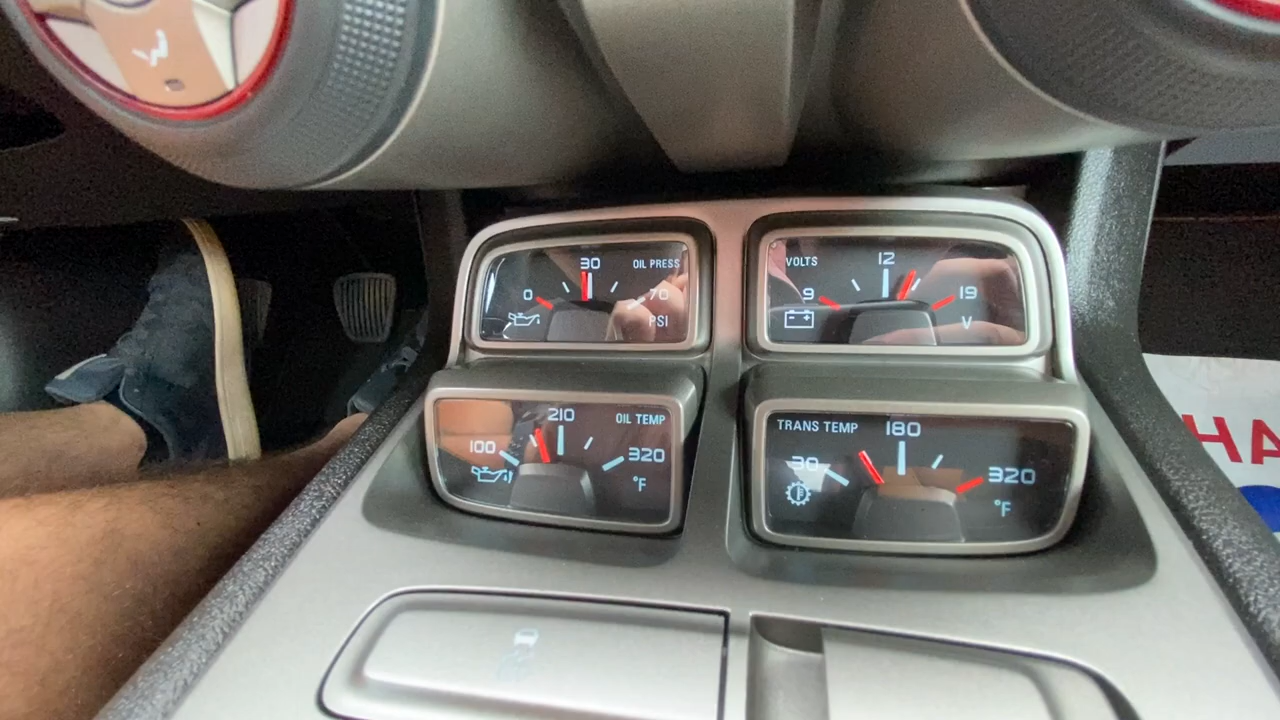 30 OIL PRESS
0 70
PSI
VOLTS 12
9 19
V
210 OIL TEMP
100 320
°F
TRANS TEMP 180
30 320
°F
HA